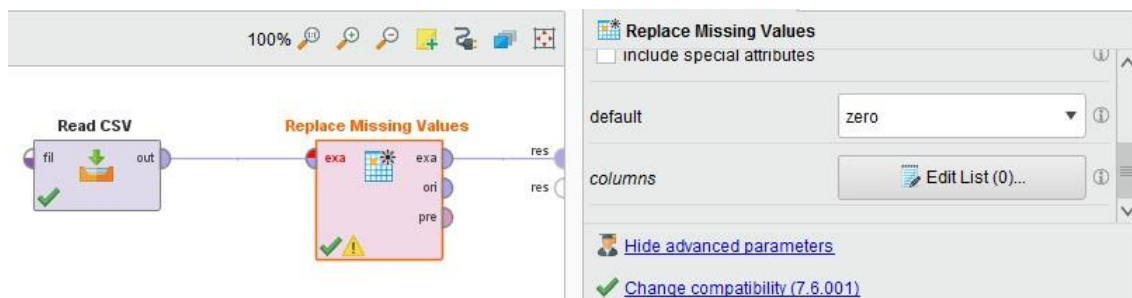 100%
Read CSV
fil
out
Replace Missing Values
exa
exa
ori
pre
res
res
Replace Missing Values
include special attributes
default
zero
columns
Edit List (0)...
Hide advanced parameters
Change compatibility (7.6.001)